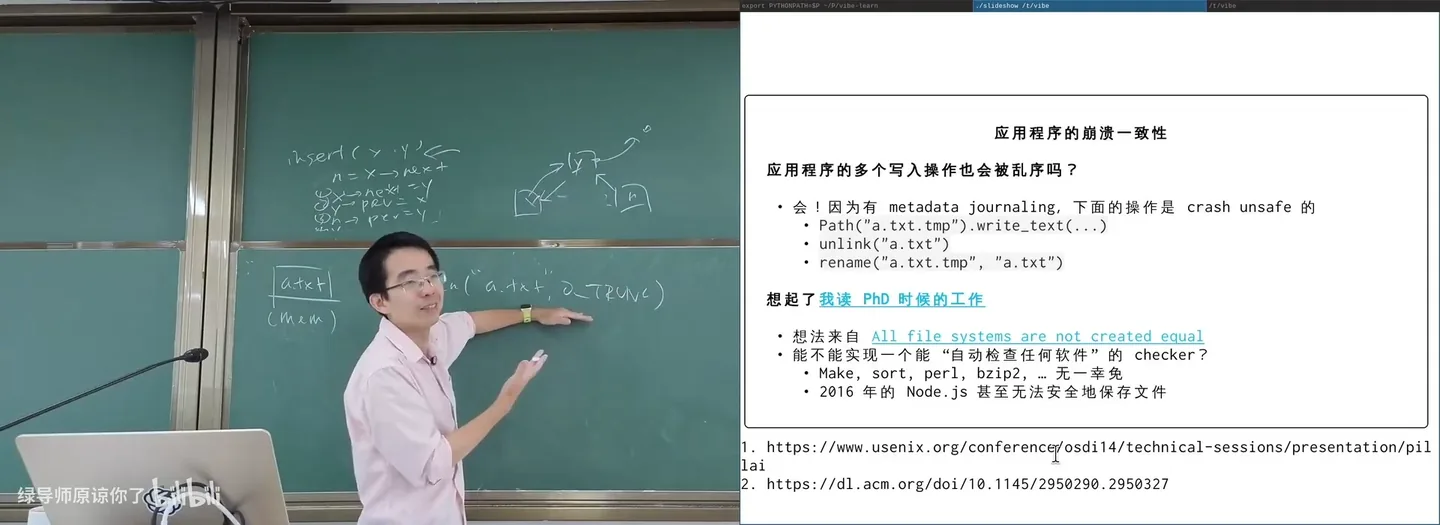 insert(x, y)
n = x → next
① x → next = y
② y → prev = x
③ n → prev = y
y
n
a.txt
(mem)
n("a.txt", O_TRUNC)
绿导师原谅你了 bilibili
export PYTHONPATH=$P ~/P/vibe-learn
./slideshow /t/vibe
/t/vibe
应用程序的崩溃一致性
应用程序的多个写入操作也会被乱序吗?
• 会!因为有 metadata journaling, 下面的操作是 crash unsafe 的
• Path("a.txt.tmp").write_text(...)
• unlink("a.txt")
• rename("a.txt.tmp", "a.txt")
想起了我读 PhD 时候的工作
• 想法来自 All file systems are not created equal
• 能不能实现一个能 “自动检查任何软件” 的 checker?
• Make, sort, perl, bzip2, … 无一幸免
• 2016 年的 Node.js 甚至无法安全地保存文件
1. https://www.usenix.org/conference/osdi14/technical-sessions/presentation/pil
lai
2. https://dl.acm.org/doi/10.1145/2950290.2950327